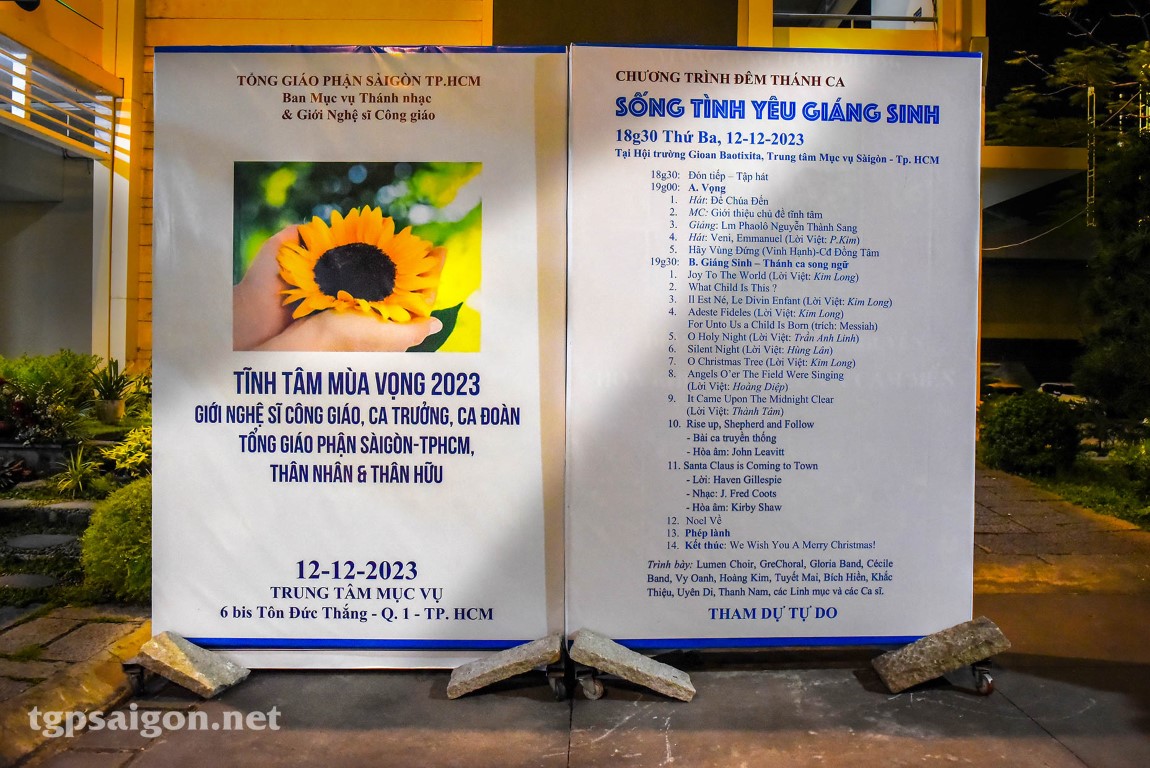 TỔNG GIÁO PHẬN SÀIGÒN TP.HCM
Ban Mục vụ Thánh nhạc
& Giới Nghệ sĩ Công giáo
TĨNH TÂM MÙA VỌNG 2023
GIỚI NGHỆ SĨ CÔNG GIÁO, CA TRƯỞNG, CA ĐOÀN
TỔNG GIÁO PHẬN SÀIGÒN-TPHCM,
THÂN NHÂN & THÂN HỮU
12-12-2023
TRUNG TÂM MỤC VỤ
6 bis Tôn Đức Thắng - Q. 1 - TP. HCM
CHƯƠNG TRÌNH ĐÊM THÁNH CA
SỐNG TÌNH YÊU GIÁNG SINH
18g30 Thứ Ba, 12-12-2023
Tại Hội trường Gioan Baotixita, Trung tâm Mục vụ Sàigòn - Tp. HCM
18g30: Đón tiếp – Tập hát
19g00: A. Vọng
1. Hát: Để Chúa Đến
2. MC: Giới thiệu chủ đề tĩnh tâm
3. Giảng: Lm Phaolô Nguyễn Thành Sang
4. Hát: Veni, Emmanuel (Lời Việt: P.Kim)
5. Hãy Vùng Đứng (Vinh Hạnh)-Cđ Đồng Tâm
19g30: B. Giáng Sinh – Thánh ca song ngữ
1. Joy To The World (Lời Việt: Kim Long)
2. What Child Is This ?
3. Il Est Né, Le Divin Enfant (Lời Việt: Kim Long)
4. Adeste Fideles (Lời Việt: Kim Long)
For Unto Us a Child Is Born (trích: Messiah)
5. O Holy Night (Lời Việt: Trần Anh Linh)
6. Silent Night (Lời Việt: Hùng Lân)
7. O Christmas Tree (Lời Việt: Kim Long)
8. Angels O'er The Field Were Singing
(Lời Việt: Hoàng Diệp)
9. It Came Upon The Midnight Clear
(Lời Việt: Thành Tâm)
10. Rise up, Shepherd and Follow
- Bài ca truyền thống
- Hòa âm: John Leavitt
11. Santa Claus is Coming to Town
- Lời: Haven Gillespie
- Nhạc: J. Fred Coots
- Hòa âm: Kirby Shaw
12. Noel Về
13. Phép lành
14. Kết thúc: We Wish You A Merry Christmas!
Trình bày: Lumen Choir, GreChoral, Gloria Band, Cécile
Band, Vy Oanh, Hoàng Kim, Tuyết Mai, Bích Hiền, Khắc
Thiệu, Uyên Di, Thanh Nam, các Linh mục và các Ca sĩ.
THAM DỰ TỰ DO
tgpsaigon.net